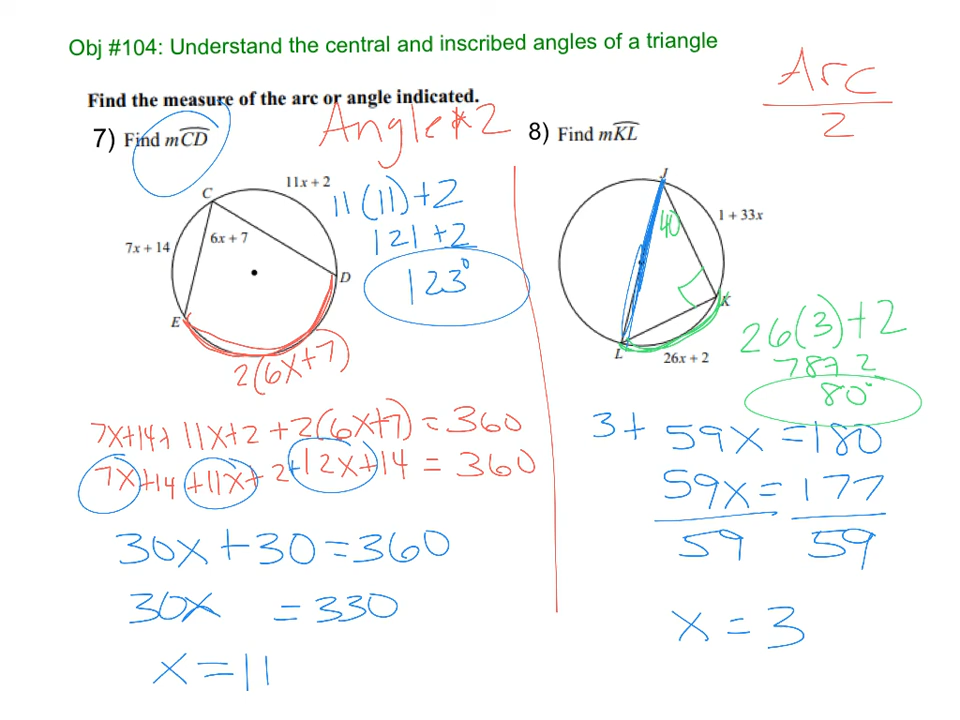 Obj #104: Understand the central and inscribed angles of a triangle
Arc
2
Find the measure of the arc or angle indicated.
Angle * 2
7) Find mCD
8) Find mKL
C
11x + 2
7x + 14
6x + 7
D
E
2(6x+7)
11(11)+2
121+2
123°
J
40
1 + 33x
K
L
26x + 2
26(3)+2
78+2
80°
7x+14+ 11x+2 +2(6x+7)=360
7x+14 +11x+2+12x+14 = 360
30x+30=360
30x = 330
x=11
3+ 59x=180
59x= 177
59 59
x = 3